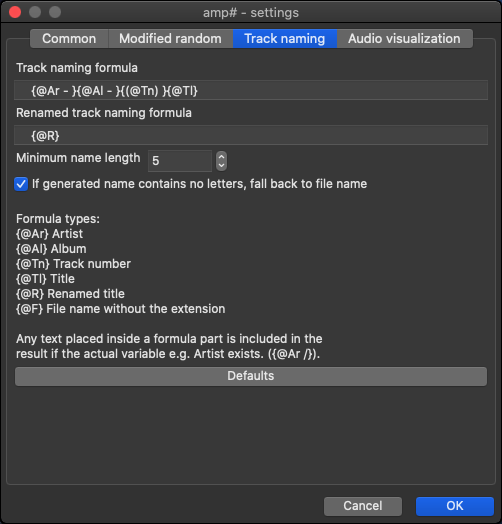 amp# - settings
Common Modified random Track naming Audio visualization
Track naming formula
{@Ar - }{@Al - }{(@Tn) }{@Tl}
Renamed track naming formula
{@R}
Minimum name length 5
If generated name contains no letters, fall back to file name
Formula types:
{@Ar} Artist
{@Al} Album
{@Tn} Track number
{@Tl} Title
{@R} Renamed title
{@F} File name without the extension
Any text placed inside a formula part is included in the
result if the actual variable e.g. Artist exists. ({@Ar /}).
Defaults
Cancel OK